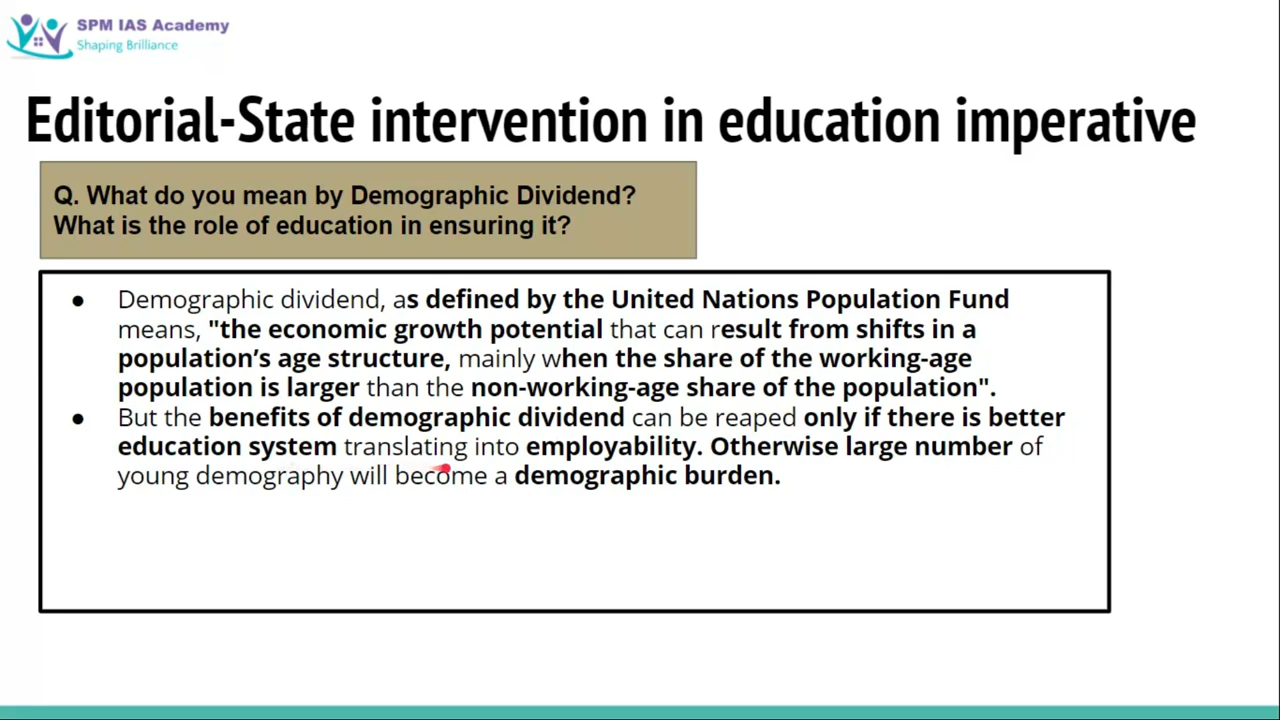 SPM IAS Academy
Shaping Brilliance
Editorial-State intervention in education imperative
Q. What do you mean by Demographic Dividend?
What is the role of education in ensuring it?
● Demographic dividend, as defined by the United Nations Population Fund
means, "the economic growth potential that can result from shifts in a
population’s age structure, mainly when the share of the working-age
population is larger than the non-working-age share of the population".
● But the benefits of demographic dividend can be reaped only if there is better
education system translating into employability. Otherwise large number of
young demography will become a demographic burden.